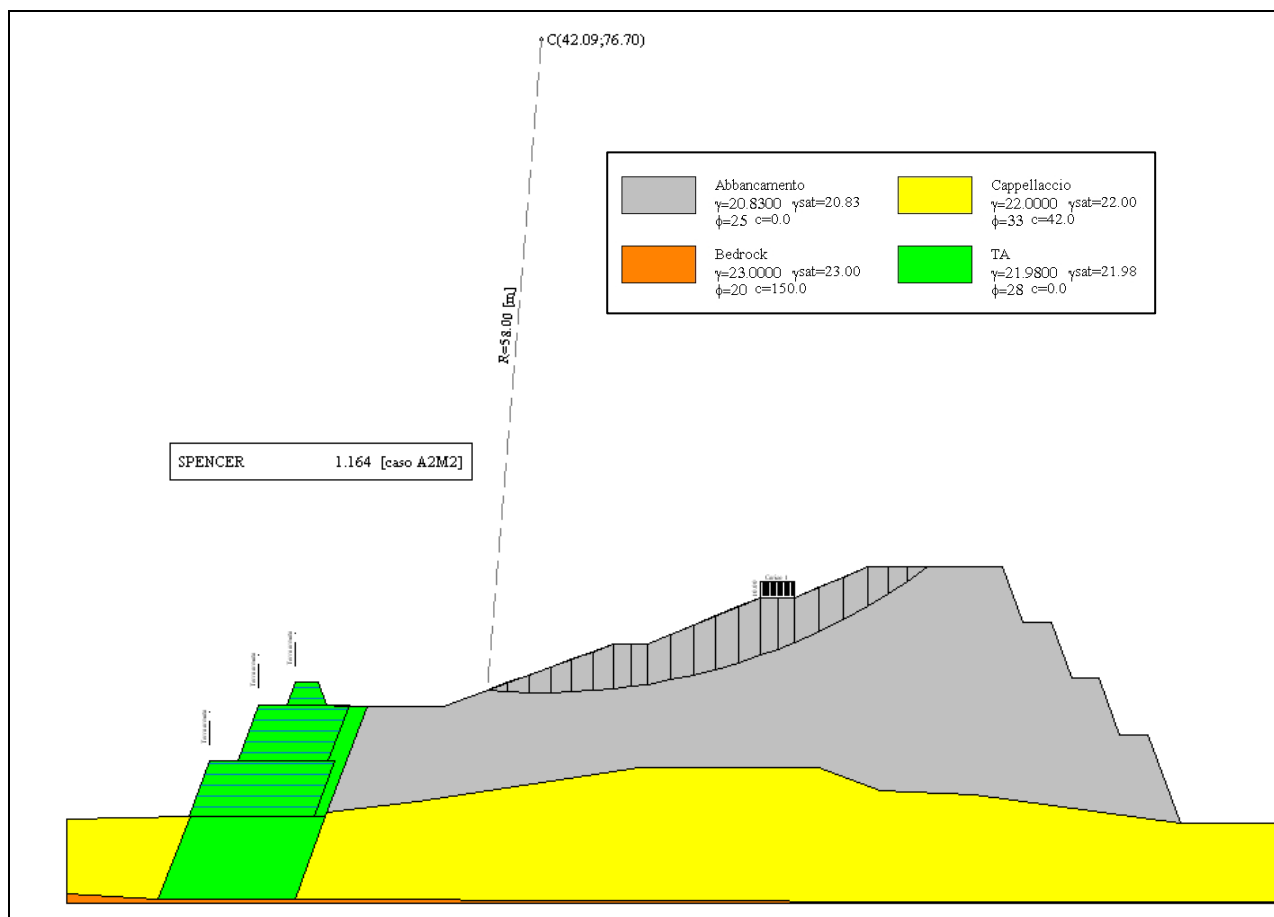 C(42.09;76.70)
Abbancamento
γ=20.8300 γsat=20.83
ϕ=25 c=0.0
Cappellaccio
γ=22.0000 γsat=22.00
ϕ=33 c=42.0
Bedrock
γ=23.0000 γsat=23.00
ϕ=20 c=150.0
TA
γ=21.9800 γsat=21.98
ϕ=28 c=0.0
R=58.00 [m]
SPENCER 1.164 [caso A2M2]